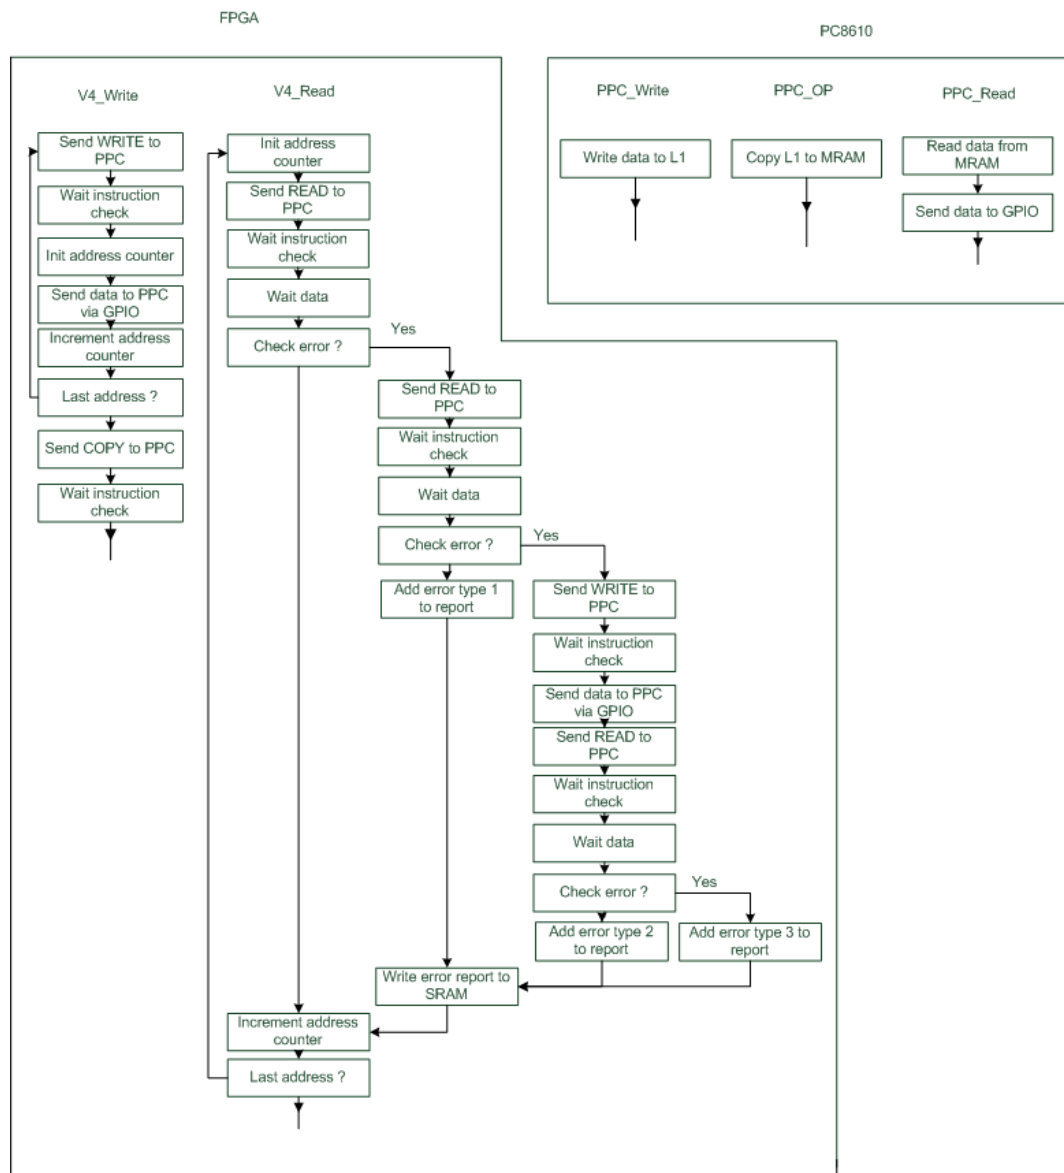 FPGA
PC8610
V4_Write
Send WRITE to
PPC
Wait instruction
check
Init address counter
Send data to PPC
via GPIO
Increment address
counter
Last address ?
Send COPY to PPC
Wait instruction
check
V4_Read
Init address
counter
Send READ to
PPC
Wait instruction
check
Wait data
Check error ?
Yes
Send READ to
PPC
Wait instruction
check
Wait data
Check error ?
Yes
Add error type 1
to report
Send WRITE to
PPC
Wait instruction
check
Send data to PPC
via GPIO
Send READ to
PPC
Wait instruction
check
Wait data
Check error ?
Yes
Add error type 2
to report
Add error type 3 to
report
Write error report to
SRAM
Increment address
counter
Last address ?
PPC_Write
Write data to L1
PPC_OP
Copy L1 to MRAM
PPC_Read
Read data from
MRAM
Send data to GPIO